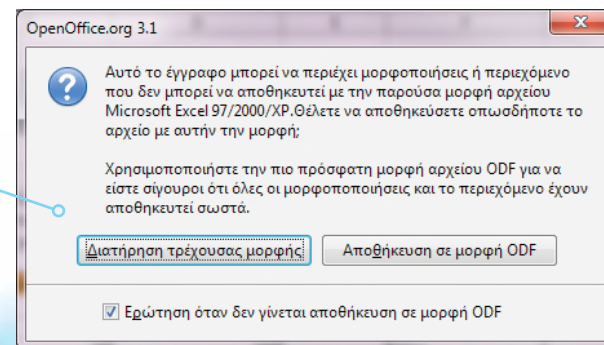 OpenOffice.org 3.1
Αυτό το έγγραφο μπορεί να περιέχει μορφοποιήσεις ή περιεχόμενο
που δεν μπορεί να αποθηκευτεί με την παρούσα μορφή αρχείου
Microsoft Excel 97/2000/XP.Θέλετε να αποθηκεύσετε οπωσδήποτε το
αρχείο με αυτήν την μορφή;
Χρησιμοποποιήστε την πιο πρόσφατη μορφή αρχείου ODF για να
είστε σίγουροι ότι όλες οι μορφοποποιήσεις και το περιεχόμενο έχουν
αποθηκευτεί σωστά.
Διατήρηση τρέχουσας μορφής
Αποθήκευση σε μορφή ODF
Ερώτηση όταν δεν γίνεται αποθήκευση σε μορφή ODF